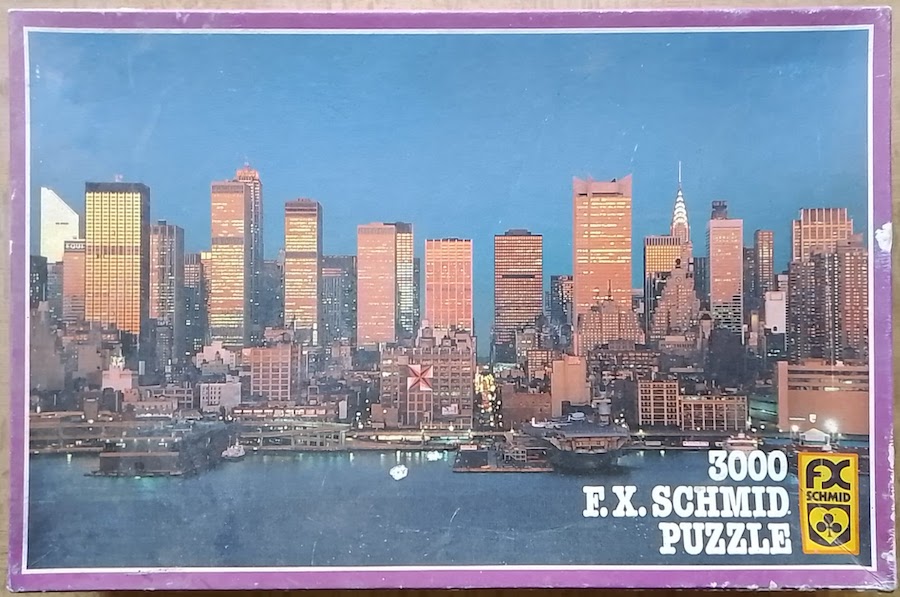 3000
F. X. SCHMID
PUZZLE
FX
SCHMID